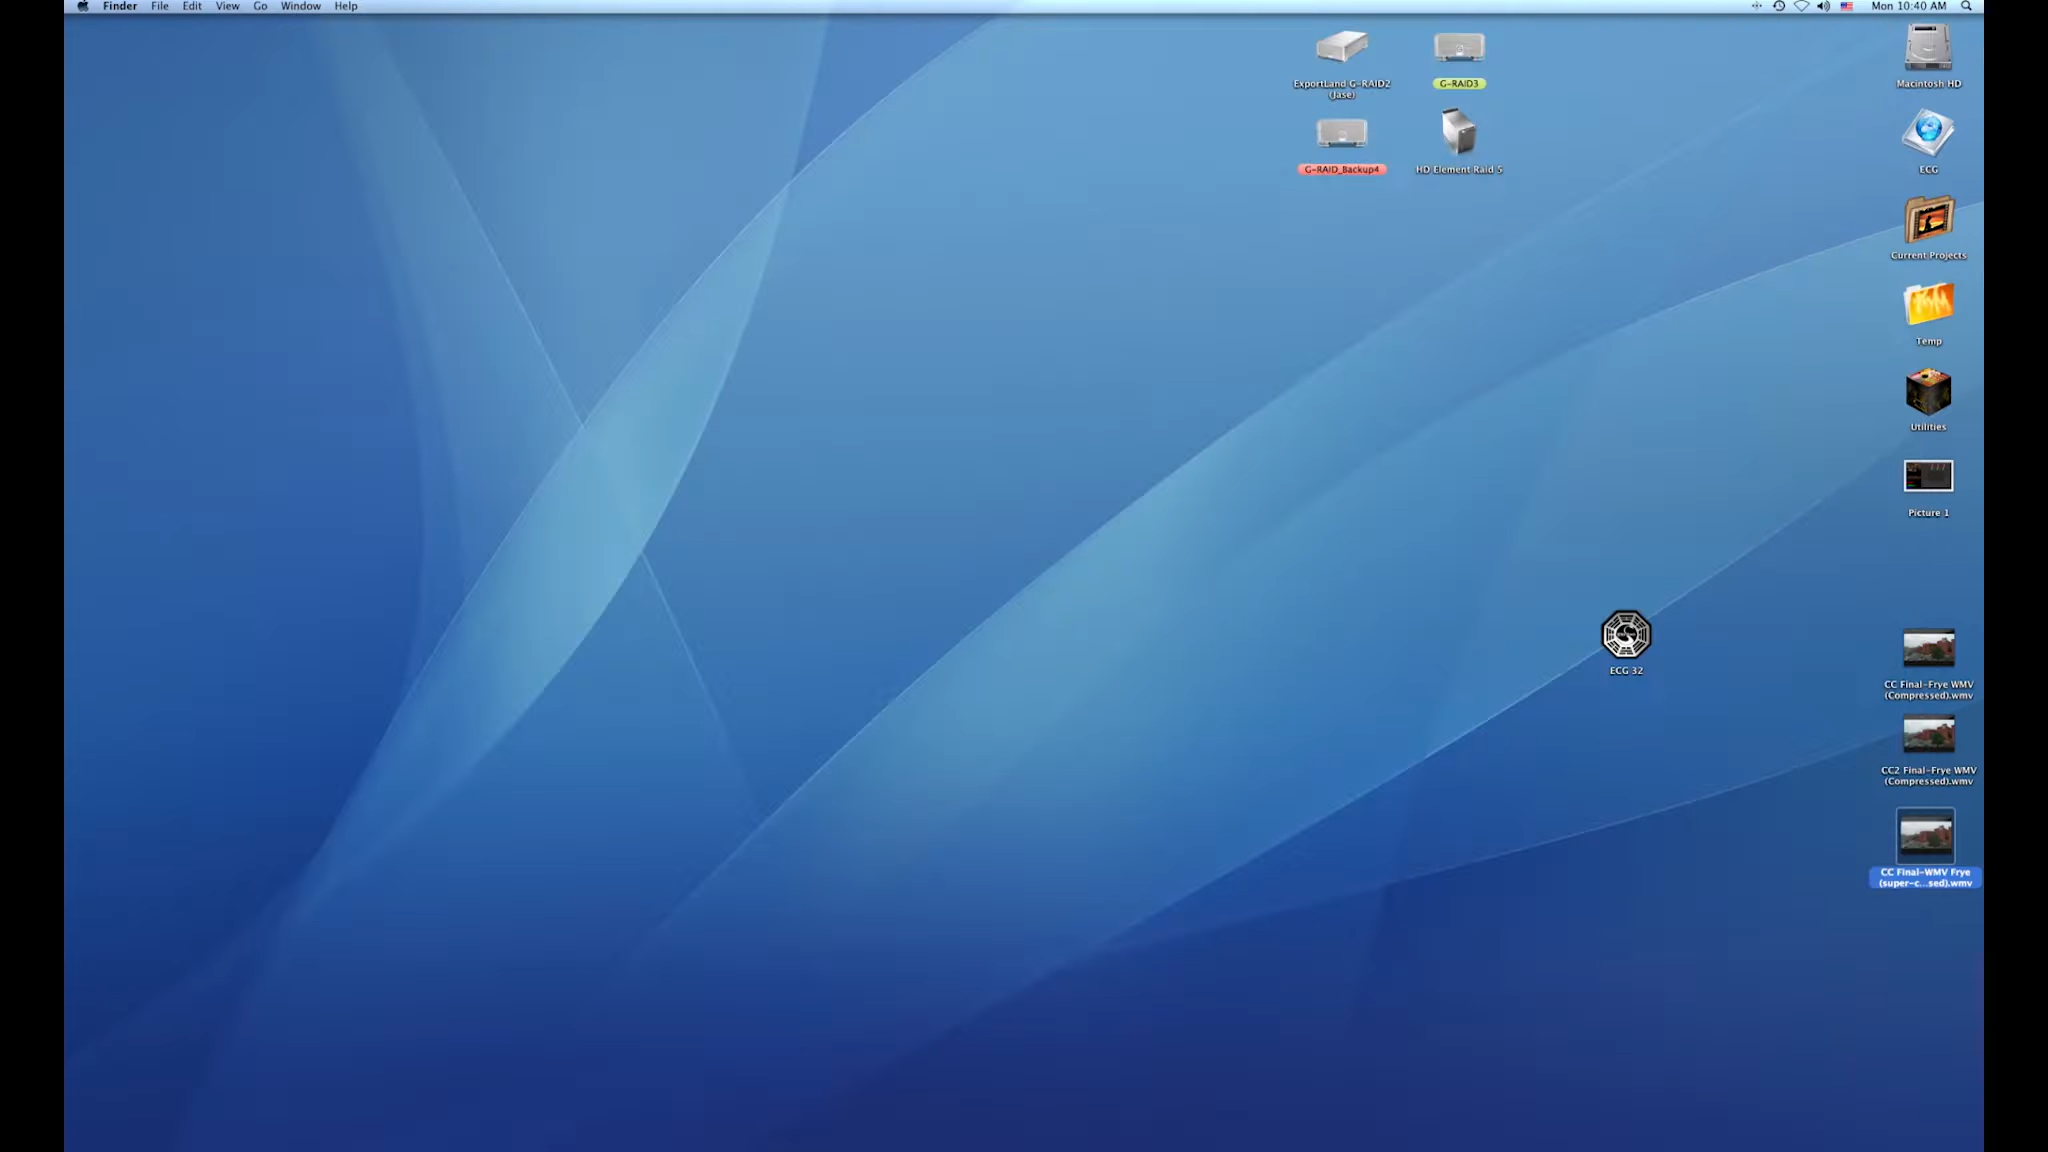 Finder File Edit View Go Window Help Mon 10:40 AM
ExportLand G-RAID2
(Jase)
G-RAID3
Macintosh HD
G-RAID_Backup4
HD Element Raid 5
ECG
Current Projects
Temp
Utilities
Picture 1
ECG 32
CC Final-Frye WMV
(Compressed).wmv
CC2 Final-Frye WMV
(Compressed).wmv
CC Final-WMV Frye
(super-c...sed).wmv